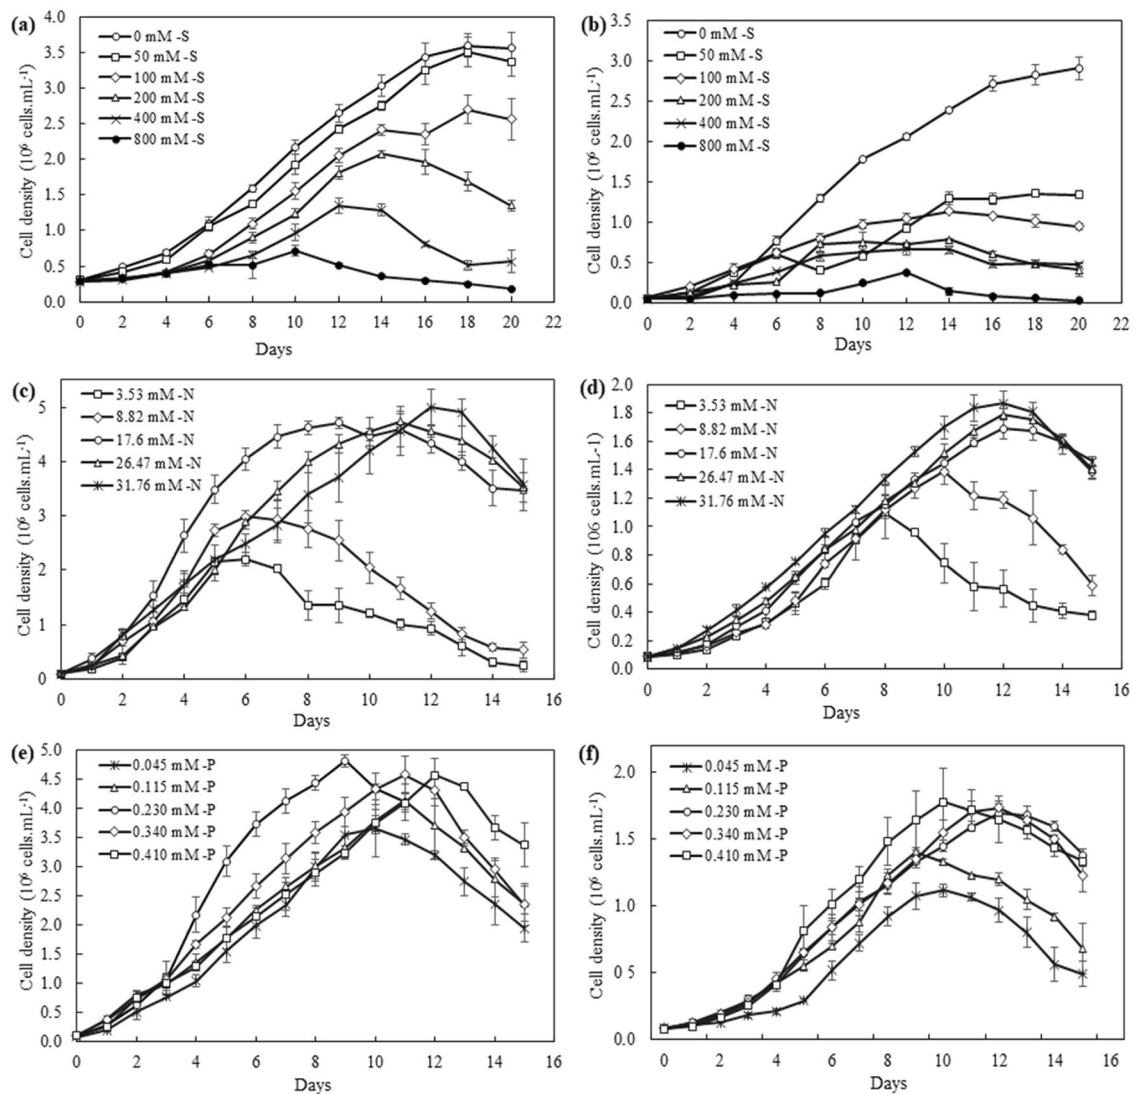 (a)
0 mM -S
50 mM -S
100 mM -S
200 mM -S
400 mM -S
800 mM -S
Cell density (10⁶ cells.mL⁻¹)
4.0
3.5
3.0
2.5
2.0
1.5
1.0
0.5
0.0
0 2 4 6 8 10 12 14 16 18 20 22
Days
(b)
0 mM -S
50 mM -S
100 mM -S
200 mM -S
400 mM -S
800 mM -S
Cell density (10⁶ cells.mL⁻¹)
3.5
3.0
2.5
2.0
1.5
1.0
0.5
0.0
0 2 4 6 8 10 12 14 16 18 20 22
Days
(c)
3.53 mM -N
8.82 mM -N
17.6 mM -N
26.47 mM -N
31.76 mM -N
Cell density (10⁶ cells.mL⁻¹)
5
4
3
2
1
0
0 2 4 6 8 10 12 14 16
Days
(d)
3.53 mM -N
8.82 mM -N
17.6 mM -N
26.47 mM -N
31.76 mM -N
Cell density (106 cells.mL-1)
2.0
1.8
1.6
1.4
1.2
1.0
0.8
0.6
0.4
0.2
0.0
0 2 4 6 8 10 12 14 16
Days
(e)
0.045 mM -P
0.115 mM -P
0.230 mM -P
0.340 mM -P
0.410 mM -P
Cell density (10⁶ cells.mL⁻¹)
5.0
4.5
4.0
3.5
3.0
2.5
2.0
1.5
1.0
0.5
0.0
0 2 4 6 8 10 12 14 16
Days
(f)
0.045 mM -P
0.115 mM -P
0.230 mM -P
0.340 mM -P
0.410 mM -P
Cell density (10⁶ cells.mL⁻¹)
2.0
1.5
1.0
0.5
0.0
0 2 4 6 8 10 12 14 16
Days